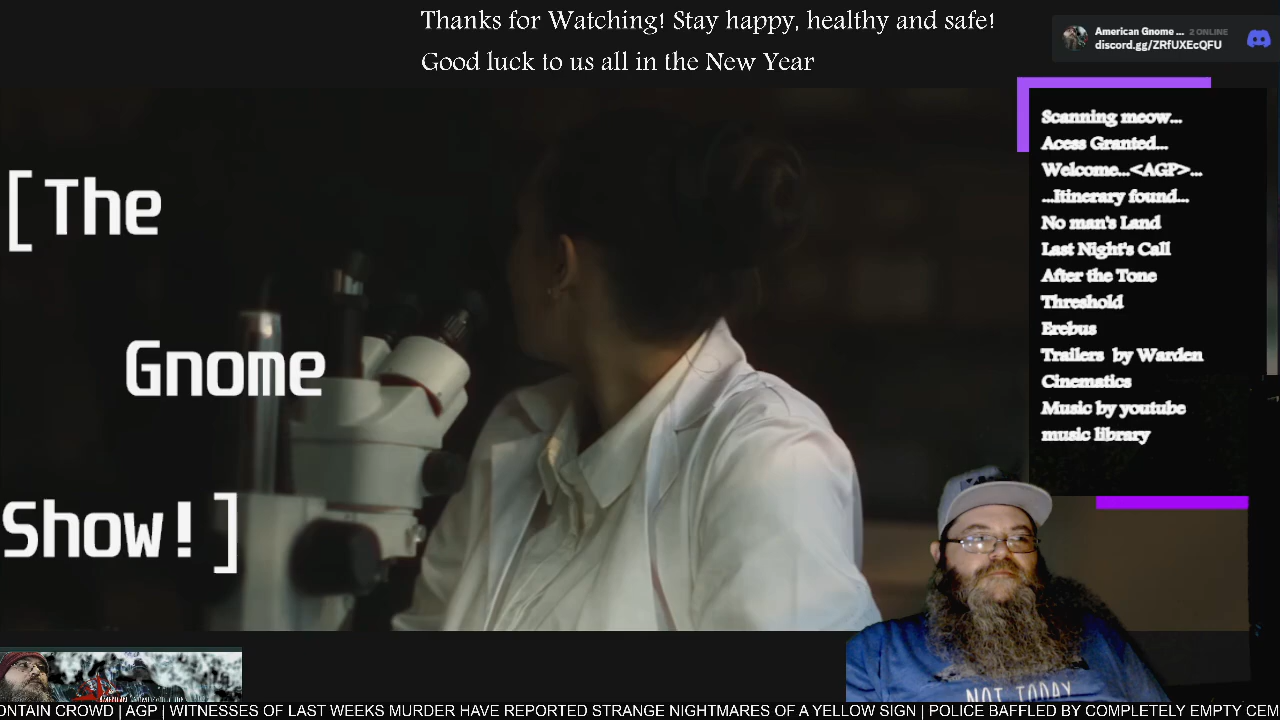 Thanks for Watching! Stay happy, healthy and safe!
Good luck to us all in the New Year
American Gnome ... 2 ONLINE
discord.gg/ZRfUXEcQFU
[The
Gnome
Show!]
Scanning meow...
Acess Granted...
Welcome...<AGP>...
...Itinerary found...
No man's Land
Last Night's Call
After the Tone
Threshold
Erebus
Trailers by Warden
Cinematics
Music by youtube
music library
NOT TODAY
ONTAIN CROWD | AGP | WITNESSES OF LAST WEEKS MURDER HAVE REPORTED STRANGE NIGHTMARES OF A YELLOW SIGN | POLICE BAFFLED BY COMPLETELY EMPTY CEM